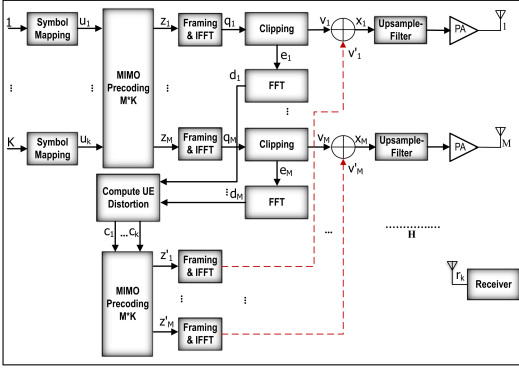 1
Symbol
Mapping
u1
MIMO
Precoding
M*K
z1
Framing
& IFFT
q1
Clipping
v1
x1
Upsample-
Filter
PA
1
e1
v'1
d1
FFT
...
...
...
K
Symbol
Mapping
uk
zM
Framing
& IFFT
qM
Clipping
vM
xM
Upsample-
Filter
PA
M
eM
v'M
...
dM
FFT
Compute UE
Distortion
c1
...
ck
...
H
MIMO
Precoding
M*K
z'1
Framing
& IFFT
...
...
z'M
Framing
& IFFT
rk
Receiver